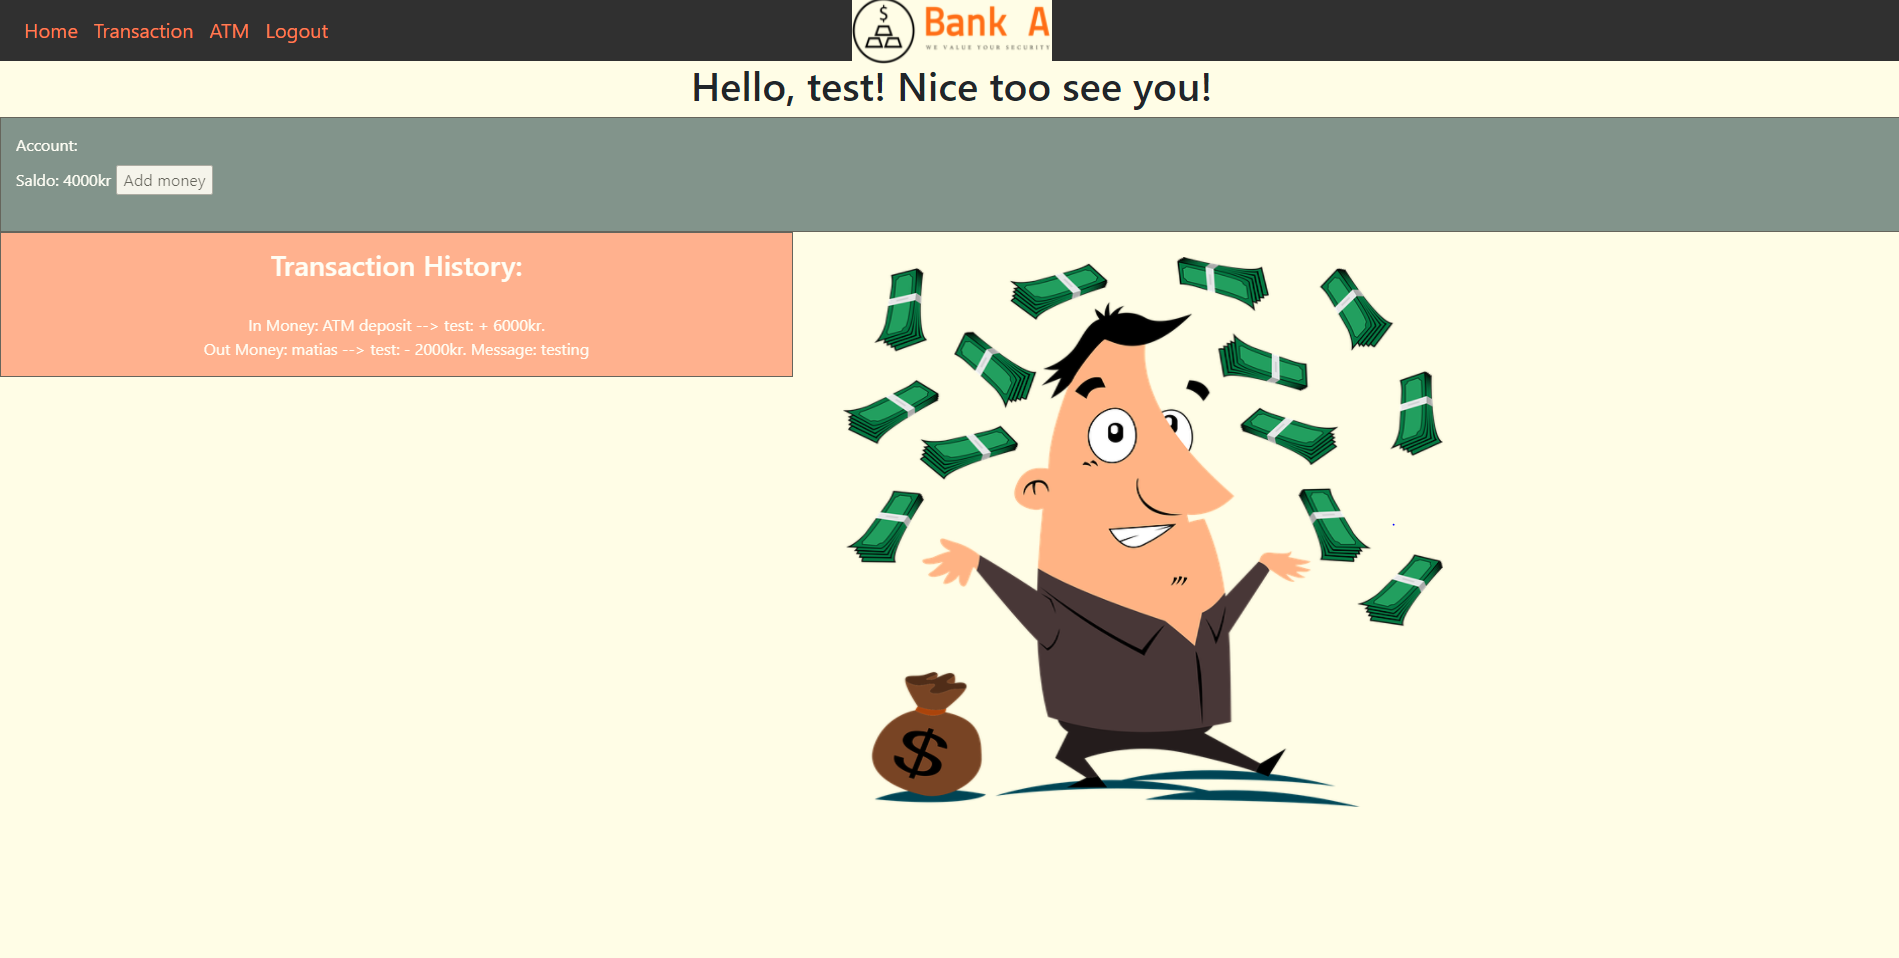 Home Transaction ATM Logout
$ Bank A
WE VALUE YOUR SECURITY
Hello, test! Nice too see you!
Account:
Saldo: 4000kr Add money
Transaction History:
In Money: ATM deposit --> test: + 6000kr.
Out Money: matias --> test: - 2000kr. Message: testing
$